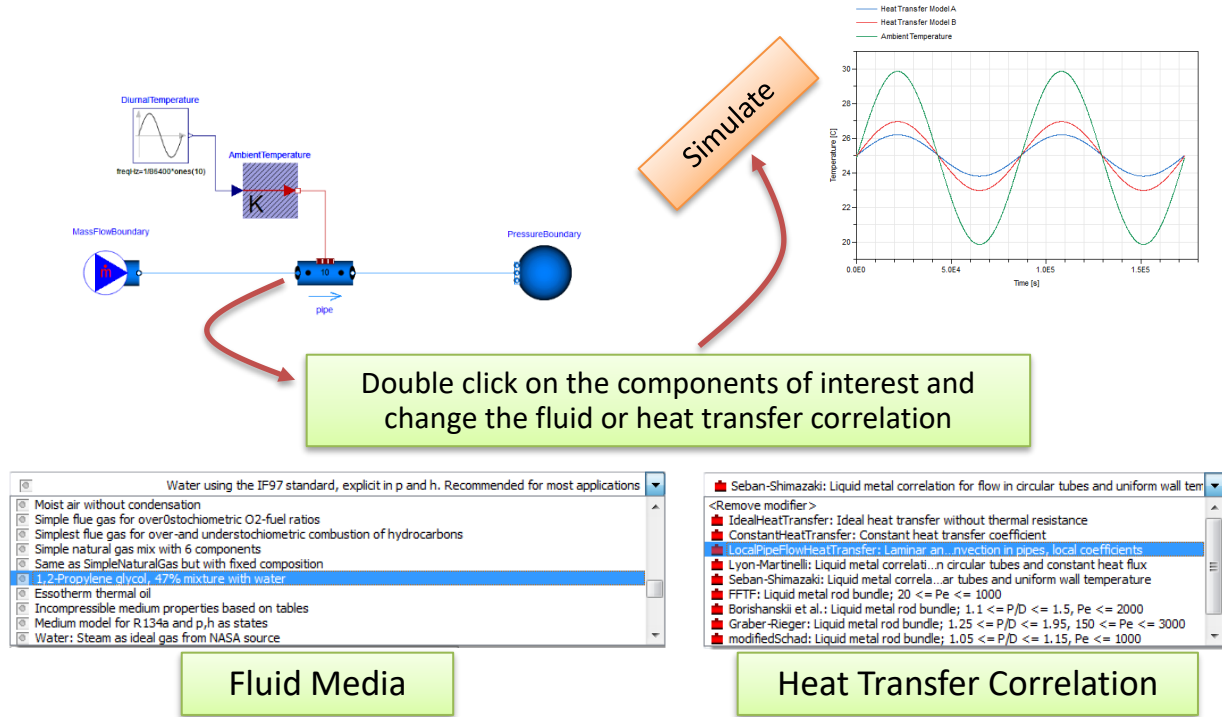 Heat Transfer Model A
Heat Transfer Model B
Ambient Temperature
DiurnalTemperature
freqHz=1/86400*ones(10)
AmbientTemperature
K
MassFlowBoundary
ṁ
10
pipe
PressureBoundary
Simulate
Temperature [C]
30
28
26
24
22
20
0.0E0
5.0E4
1.0E5
1.5E5
Time [s]
Double click on the components of interest and
change the fluid or heat transfer correlation
Water using the IF97 standard, explicit in p and h. Recommended for most applications
Moist air without condensation
Simple flue gas for over0stochiometric O2-fuel ratios
Simplest flue gas for over-and understochiometric combustion of hydrocarbons
Simple natural gas mix with 6 components
Same as SimpleNaturalGas but with fixed composition
1,2-Propylene glycol, 47% mixture with water
Essotherm thermal oil
Incompressible medium properties based on tables
Medium model for R134a and p,h as states
Water: Steam as ideal gas from NASA source
Fluid Media
Seban-Shimazaki: Liquid metal correlation for flow in circular tubes and uniform wall tem
<Remove modifier>
IdealHeatTransfer: Ideal heat transfer without thermal resistance
ConstantHeatTransfer: Constant heat transfer coefficient
LocalPipeFlowHeatTransfer: Laminar an...nvection in pipes, local coefficients
Lyon-Martinelli: Liquid metal correlati...n circular tubes and constant heat flux
Seban-Shimazaki: Liquid metal correla...ar tubes and uniform wall temperature
FFTF: Liquid metal rod bundle; 20 <= Pe <= 1000
Borishanskii et al.: Liquid metal rod bundle; 1.1 <= P/D <= 1.5, Pe <= 2000
Graber-Rieger: Liquid metal rod bundle; 1.25 <= P/D <= 1.95, 150 <= Pe <= 3000
modifiedSchad: Liquid metal rod bundle; 1.05 <= P/D <= 1.15, Pe <= 1000
Heat Transfer Correlation